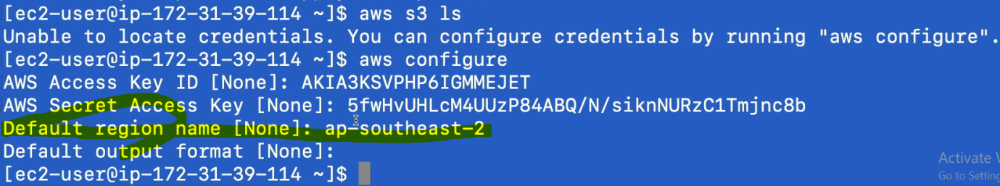 [ec2-user@ip-172-31-39-114 ~]$ aws s3 ls
Unable to locate credentials. You can configure credentials by running "aws configure".
[ec2-user@ip-172-31-39-114 ~]$ aws configure
AWS Access Key ID [None]: AKIA3KSVPHP6IGMMEJET
AWS Secret Access Key [None]: 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
Default region name [None]: ap-southeast-2
Default output format [None]:
[ec2-user@ip-172-31-39-114 ~]$
Activate
Go to Setting